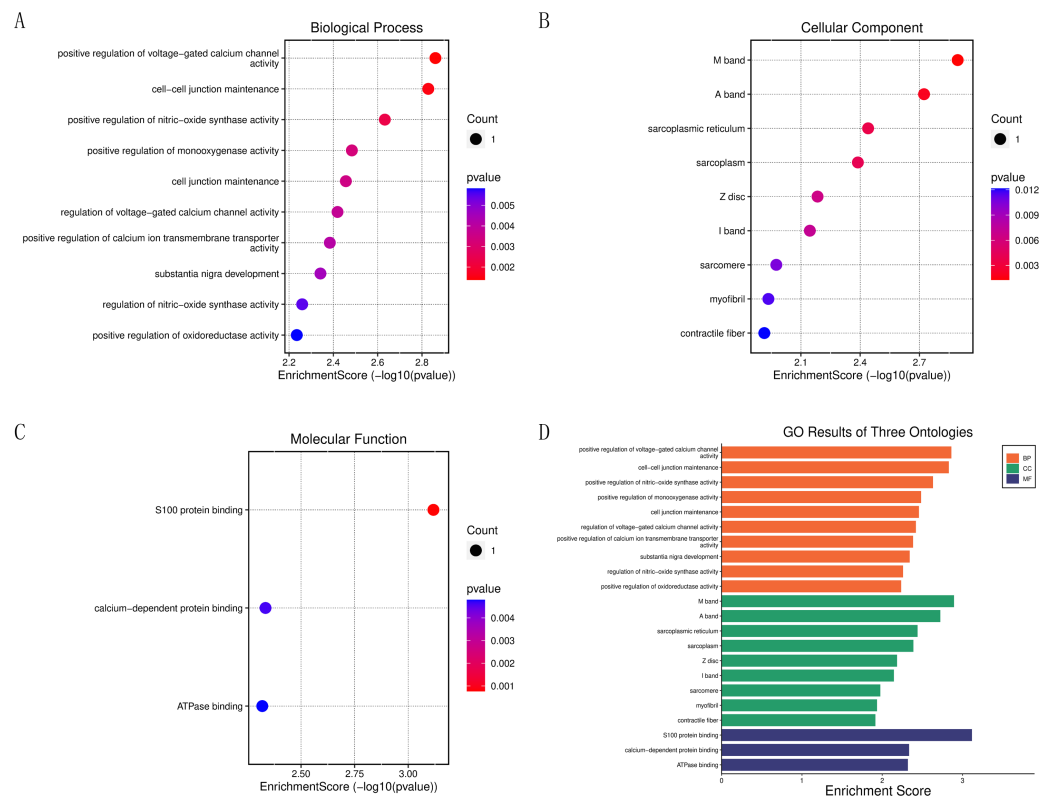 A
Biological Process
positive regulation of voltage−gated calcium channel
activity
cell−cell junction maintenance
positive regulation of nitric−oxide synthase activity
positive regulation of monooxygenase activity
cell junction maintenance
regulation of voltage−gated calcium channel activity
positive regulation of calcium ion transmembrane transporter
activity
substantia nigra development
regulation of nitric−oxide synthase activity
positive regulation of oxidoreductase activity
2.2 2.4 2.6 2.8
EnrichmentScore (−log10(pvalue))
Count
1
pvalue
0.005
0.004
0.003
0.002
B
Cellular Component
M band
A band
sarcoplasmic reticulum
sarcoplasm
Z disc
I band
sarcomere
myofibril
contractile fiber
2.1 2.4 2.7
EnrichmentScore (−log10(pvalue))
Count
1
pvalue
0.012
0.009
0.006
0.003
C
Molecular Function
S100 protein binding
calcium−dependent protein binding
ATPase binding
2.50 2.75 3.00
EnrichmentScore (−log10(pvalue))
Count
1
pvalue
0.004
0.003
0.002
0.001
D
GO Results of Three Ontologies
positive regulation of voltage−gated calcium channel
activity
cell−cell junction maintenance
positive regulation of nitric−oxide synthase activity
positive regulation of monooxygenase activity
cell junction maintenance
regulation of voltage−gated calcium channel activity
positive regulation of calcium ion transmembrane transporter
activity
substantia nigra development
regulation of nitric−oxide synthase activity
positive regulation of oxidoreductase activity
M band
A band
sarcoplasmic reticulum
sarcoplasm
Z disc
I band
sarcomere
myofibril
contractile fiber
S100 protein binding
calcium−dependent protein binding
ATPase binding
0 1 2 3
Enrichment Score
BP
CC
MF